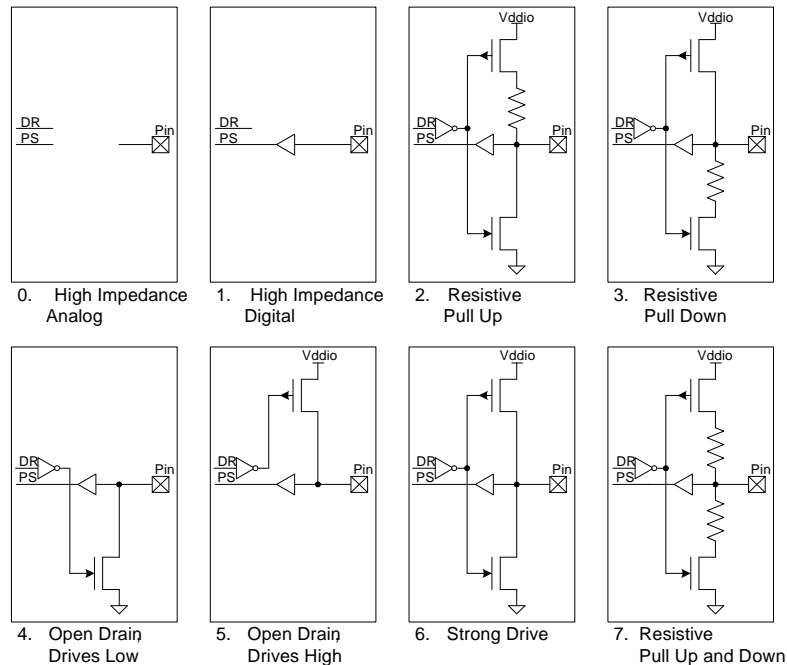 Vddio
Vddio
DR
PS
Pin
DR
PS
Pin
DR
PS
Pin
DR
PS
Pin
0. High Impedance
Analog
1. High Impedance
Digital
2. Resistive
Pull Up
3. Resistive
Pull Down
Vddio
Vddio
Vddio
DR
PS
Pin
DR
PS
Pin
DR
PS
Pin
DR
PS
Pin
4. Open Drain,
Drives Low
5. Open Drain,
Drives High
6. Strong Drive
7. Resistive
Pull Up and Down